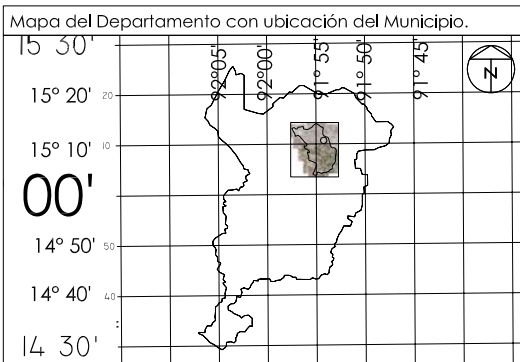 Mapa del Departamento con ubicación del Municipio.
92°05' 92°00' 91° 55' 91° 50' 91° 45'
15 30'
N
15° 20' 20
15° 10' 10
00'
14° 50' 50
14° 40' 40
:
14 30'